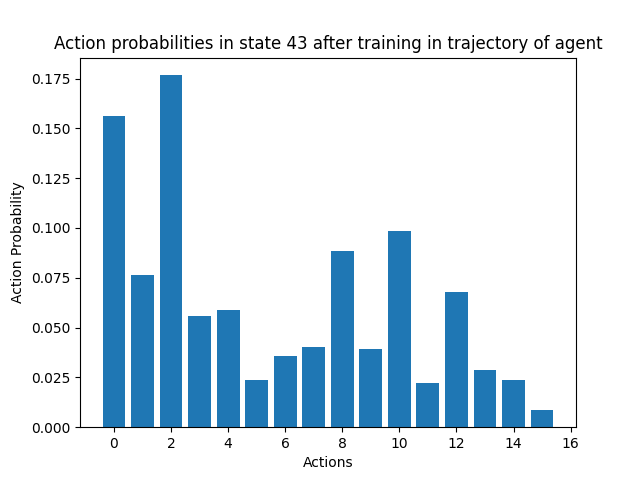 Action probabilities in state 43 after training in trajectory of agent
0.175
0.150
0.125
0.100
0.075
0.050
0.025
0.000
Action Probability
0 2 4 6 8 10 12 14 16
Actions